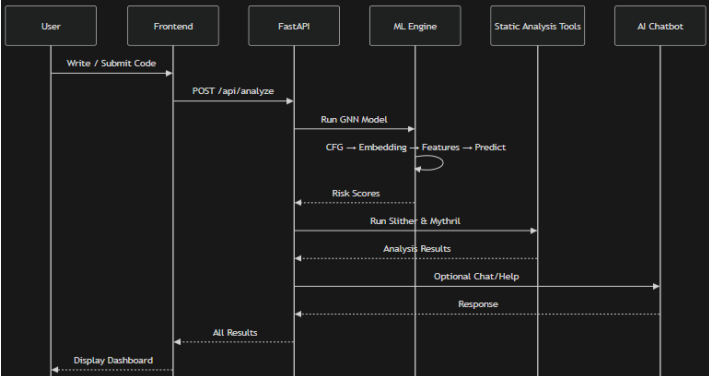 User
Frontend
FastAPI
ML Engine
Static Analysis Tools
AI Chatbot
Write / Submit Code
POST /api/analyze
Run GNN Model
CFG → Embedding → Features → Predict
Risk Scores
Run Slither & Mythril
Analysis Results
Optional Chat/Help
Response
All Results
Display Dashboard